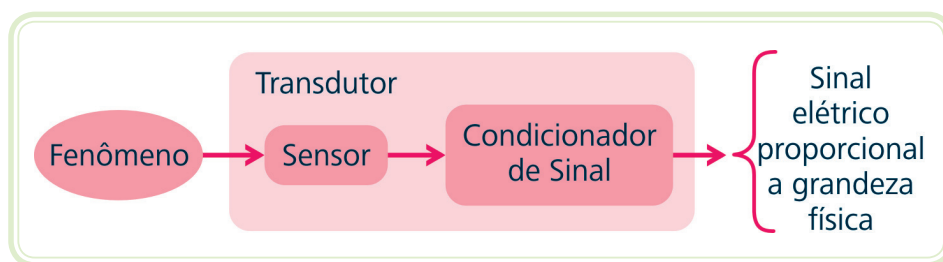 Transdutor
Fenômeno
Sensor
Condicionador
de Sinal
Sinal
elétrico
proporcional
a grandeza
física